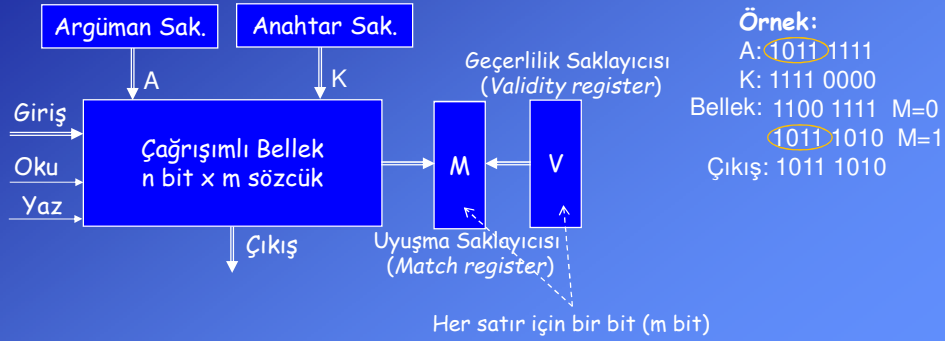 Argüman Sak.
Anahtar Sak.
A
K
Giriş
Oku
Yaz
Çağrışımlı Bellek
n bit x m sözcük
Çıkış
M
V
Geçerlilik Saklayıcısı
(Validity register)
Uyuşma Saklayıcısı
(Match register)
Her satır için bir bit (m bit)
Örnek:
A: 1011 1111
K: 1111 0000
Bellek: 1100 1111 M=0
1011 1010 M=1
Çıkış: 1011 1010